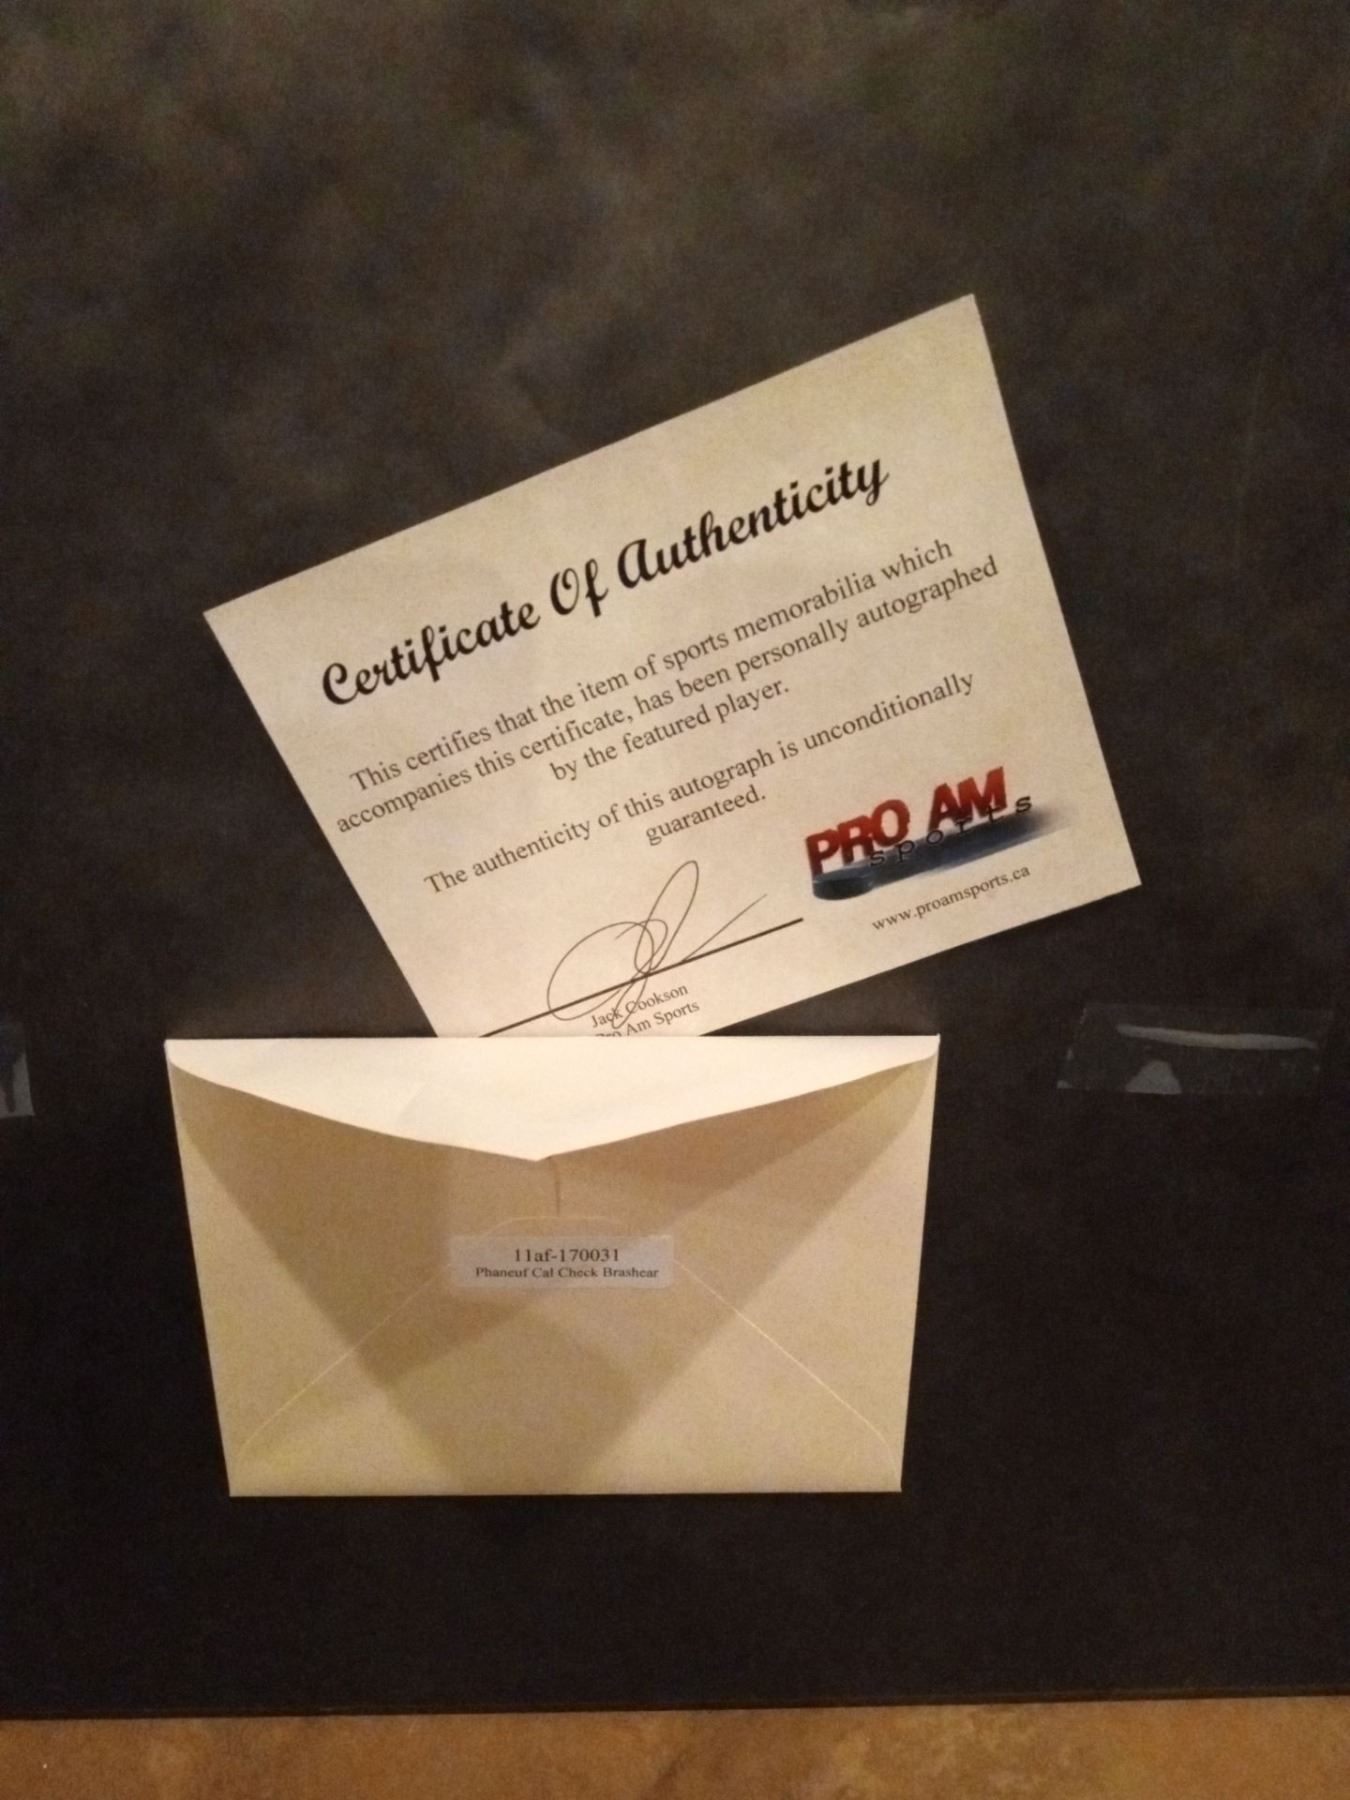 Certificate Of Authenticity
This certifies that the item of sports memorabilia which
accompanies this certificate, has been personally autographed
by the featured player.
The authenticity of this autograph is unconditionally
guaranteed.
PRO AM
sports
www.proamsports.ca
Jack Cookson
Pro Am Sports
11af-170031
Phaneuf Cal Check Brashear